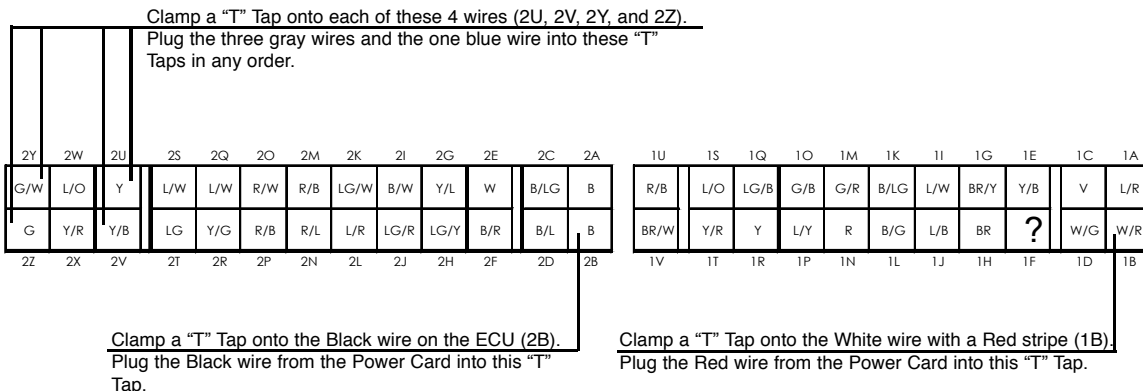 Clamp a “T” Tap onto each of these 4 wires (2U, 2V, 2Y, and 2Z).
Plug the three gray wires and the one blue wire into these “T”
Taps in any order.
2Y 2W 2U 2S 2Q 2O 2M 2K 2I 2G 2E 2C 2A 1U 1S 1Q 1O 1M 1K 1I 1G 1E 1C 1A
G/W L/O Y L/W L/W R/W R/B LG/W B/W Y/L W B/LG B R/B L/O LG/B G/B G/R B/LG L/W BR/Y Y/B V L/R
G Y/R Y/B LG Y/G R/B R/L L/R LG/R LG/Y B/R B/L B BR/W Y/R Y L/Y R B/G L/B BR ? W/G W/R
2Z 2X 2V 2T 2R 2P 2N 2L 2J 2H 2F 2D 2B 1V 1T 1R 1P 1N 1L 1J 1H 1F 1D 1B
Clamp a “T” Tap onto the Black wire on the ECU (2B).
Plug the Black wire from the Power Card into this “T”
Tap.
Clamp a “T” Tap onto the White wire with a Red stripe (1B).
Plug the Red wire from the Power Card into this “T” Tap.